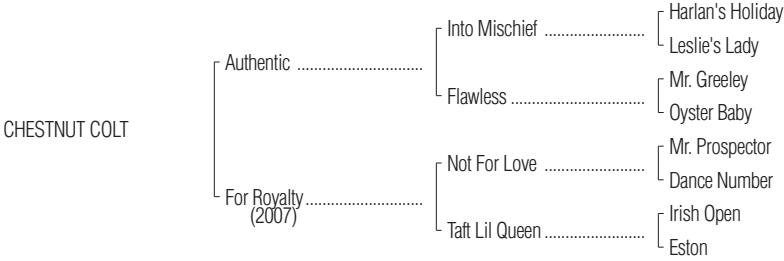 Harlan's Holiday
Into Mischief ........................
Leslie's Lady
Authentic ..............................
Mr. Greeley
Flawless ................................
Oyster Baby
CHESTNUT COLT
Mr. Prospector
Not For Love ........................
Dance Number
For Royalty............................
(2007)
Irish Open
Taft Lil Queen ........................
Eston